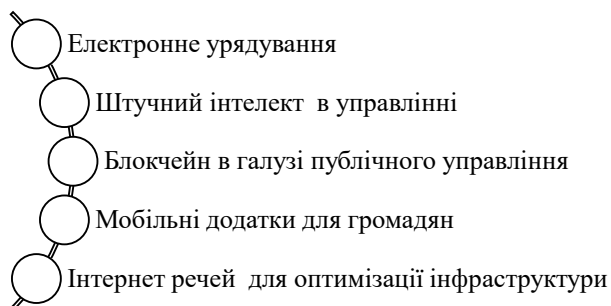 Електронне урядування
Штучний інтелект в управлінні
Блокчейн в галузі публічного управління
Мобільні додатки для громадян
Інтернет речей для оптимізації інфраструктури